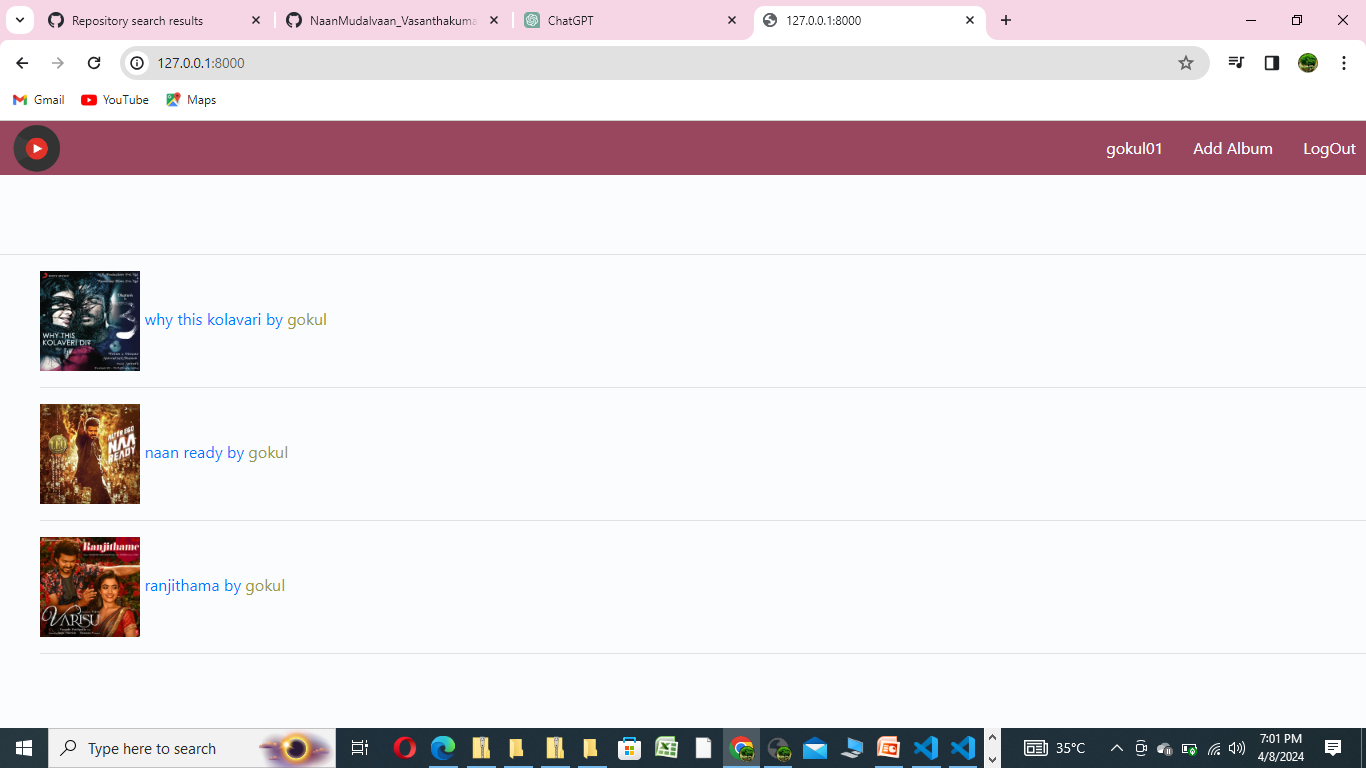 Repository search results
NaanMudalvaan_Vasanthakuma
ChatGPT
127.0.0.1:8000
127.0.0.1:8000
Gmail
YouTube
Maps
gokul01
Add Album
LogOut
WHY THIS
KOLAVERI DI?
why this kolavari by gokul
ALTER EGO
NAA
READY
naan ready by gokul
Ranjithame
VARISU
ranjithama by gokul
Type here to search
35°C
7:01 PM
4/8/2024